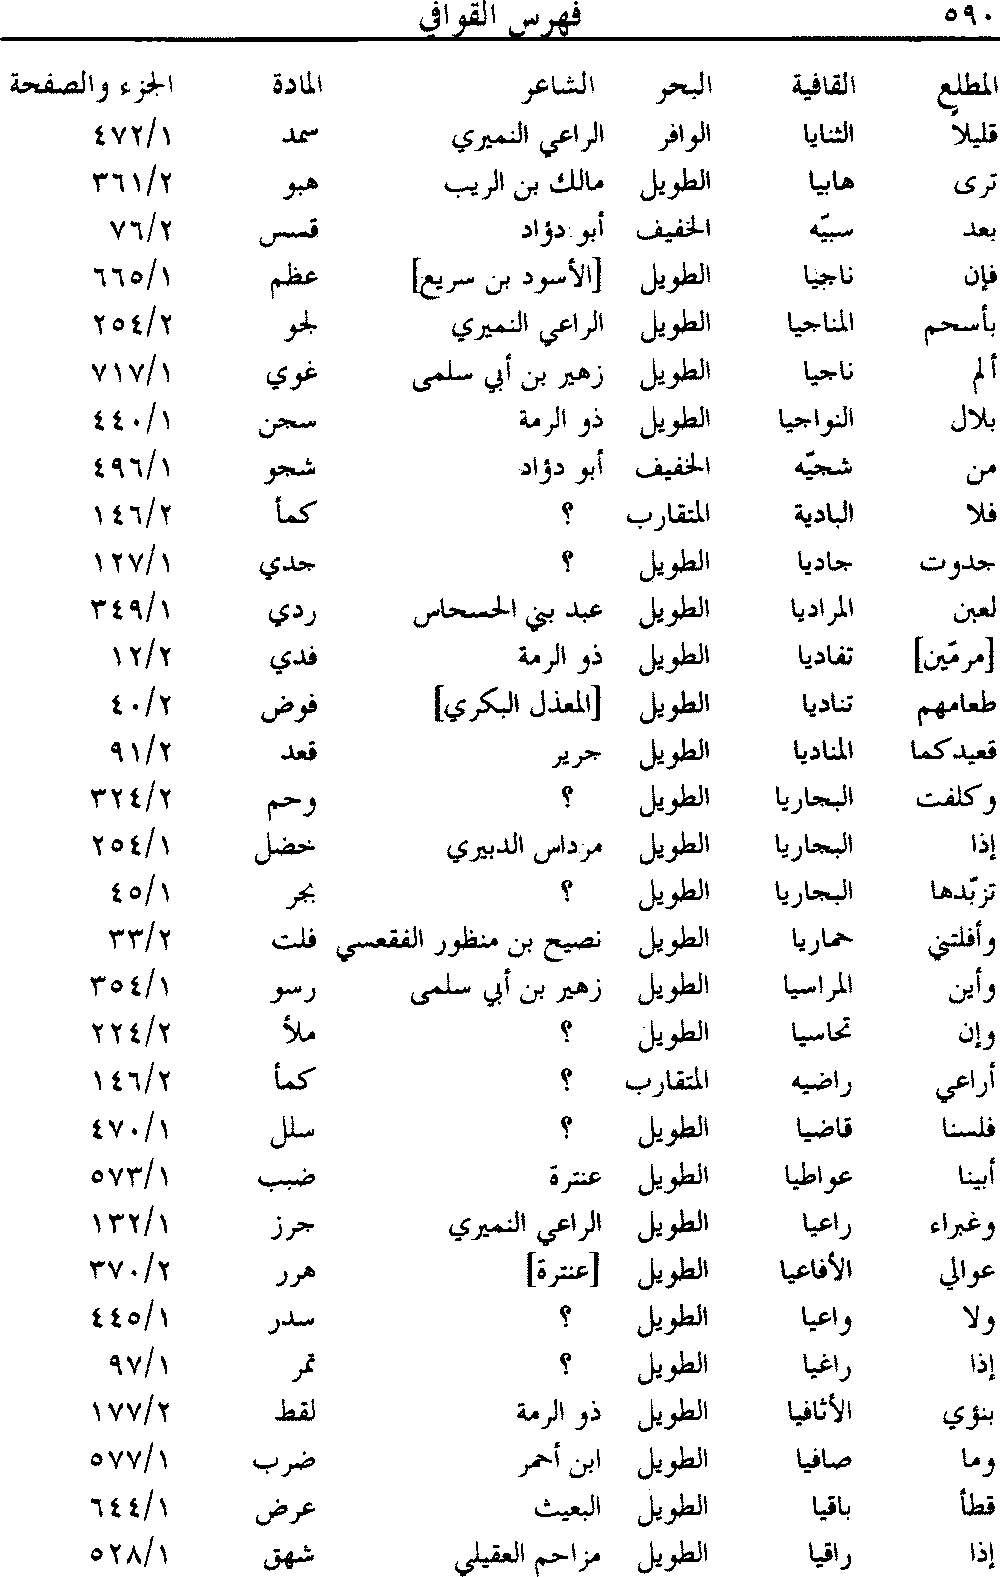 ٥٩٠ فهرس القوافي
المطلع القافية البحر الشاعر المادة الجزء والصفحة
قليلاً الثنايا الوافر الراعي النميري سمد ٤٧٢/١
ترى هابيا الطويل مالك بن الريب هبو ٣٦١/٢
بعد سبيّه الخفيف أبو دؤاد قسس ٧٦/٢
فإن ناجيا الطويل [الأسود بن سريع] عظم ٦٦٥/١
بأسحم المناجيا الطويل الراعي النميري لجو ٢٥٤/٢
ألم ناجيا الطويل زهير بن أبي سلمى غوي ٧١٧/١
بلال النواجيا الطويل ذو الرمة سجن ٤٤٠/١
من شجيّه الخفيف أبو دؤاد شجو ٤٩٦/١
فلا البادية المتقارب ؟ كمأ ١٤٦/٢
جدوت جاديا الطويل ؟ جدي ١٢٧/١
لعبن المراديا الطويل عبد بني الحسحاس ردي ٣٤٩/١
[مرمّين] تفاديا الطويل ذو الرمة فدي ١٢/٢
طعامهم تناديا الطويل [المعذل البكري] فوض ٤٠/٢
قعيدكما المناديا الطويل جرير قعد ٩١/٢
وكلفت البجاريا الطويل ؟ وحم ٣٢٤/٢
إذا البجاريا الطويل مرداس الدبيري خضل ٢٥٤/١
تزبّدها البجاريا الطويل ؟ بجر ٤٥/١
وأفلتني حماريا الطويل نصيح بن منظور الفقعسي فلت ٣٣/٢
وأين المراسيا الطويل زهير بن أبي سلمى رسو ٣٥٤/١
وإن تحاسيا الطويل ؟ ملأ ٢٢٤/٢
أراعي راضيه المتقارب ؟ كمأ ١٤٦/٢
فلسنا قاضيا الطويل ؟ سلل ٤٧٠/١
أبينا عواطيا الطويل عنترة ضبب ٥٧٣/١
وغبراء راعيا الطويل الراعي النميري جرز ١٣٢/١
عوالي الأفاعيا الطويل [عنترة] هرر ٣٧٠/٢
ولا واعيا الطويل ؟ سدر ٤٤٥/١
إذا راغيا الطويل ؟ تمر ٩٧/١
بنؤي الأثافيا الطويل ذو الرمة لقط ١٧٧/٢
وما صافيا الطويل ابن أحمر ضرب ٥٧٧/١
قطأ باقيا الطويل البعيث عرض ٦٤٤/١
إذا راقيا الطويل مزاحم العقيلي شهق ٥٢٨/١